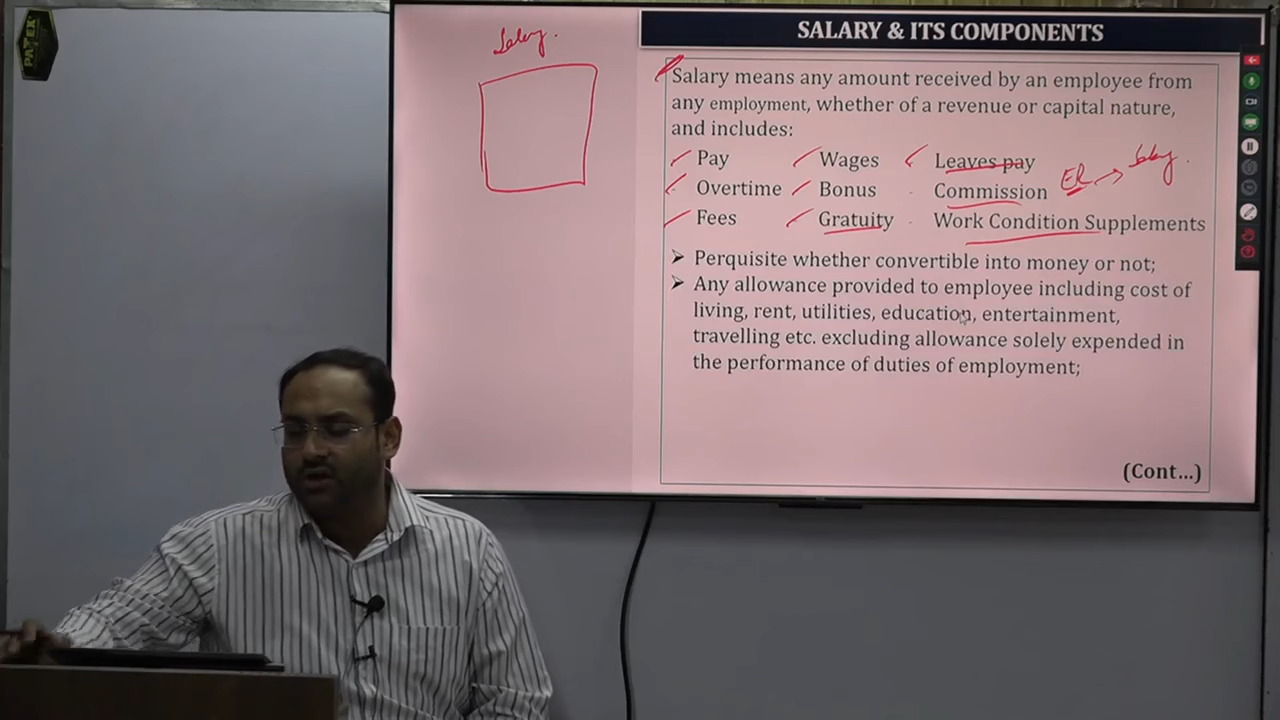 PATEX
Salary.
SALARY & ITS COMPONENTS
Salary means any amount received by an employee from
any employment, whether of a revenue or capital nature,
and includes:
Pay Wages Leaves pay
ER → Salary.
Overtime Bonus Commission
Fees Gratuity Work Condition Supplements
➤ Perquisite whether convertible into money or not;
➤ Any allowance provided to employee including cost of
living, rent, utilities, education, entertainment,
travelling etc. excluding allowance solely expended in
the performance of duties of employment;
(Cont...)